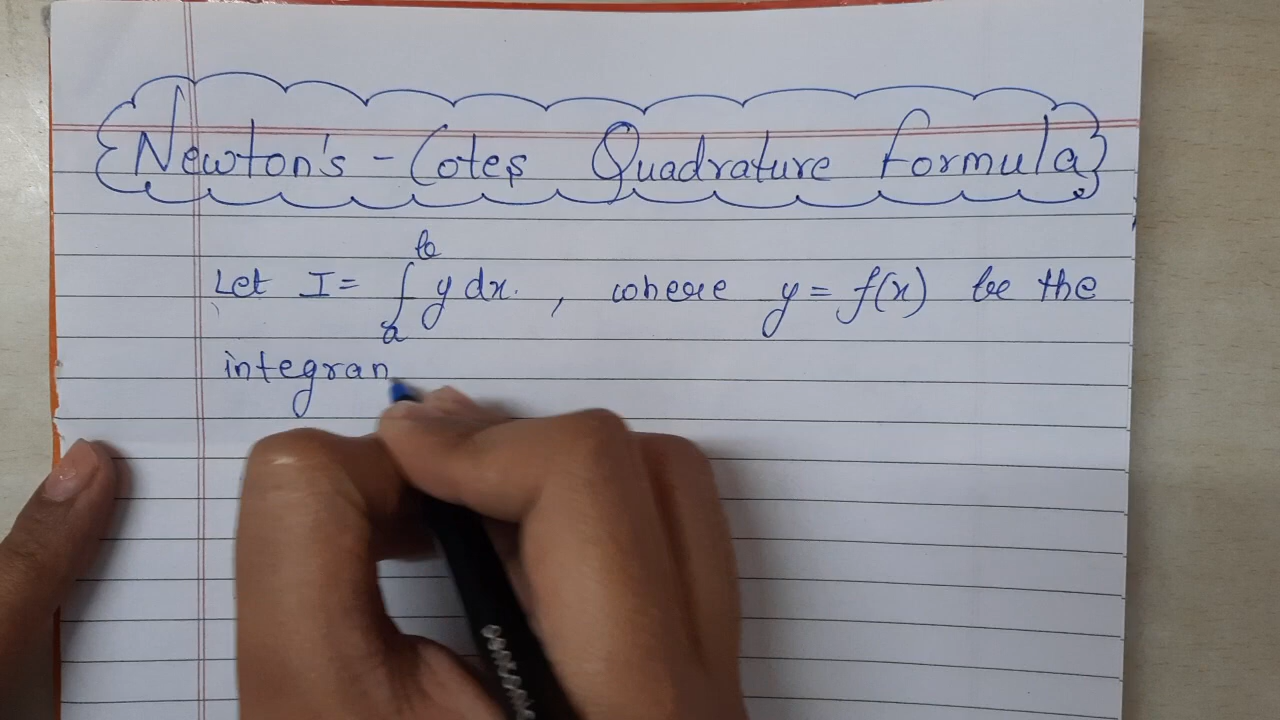 Newton's - Cotes Quadrature formula
Let I = ∫ₐᵇ y dx. , where y = f(x) be the
integran